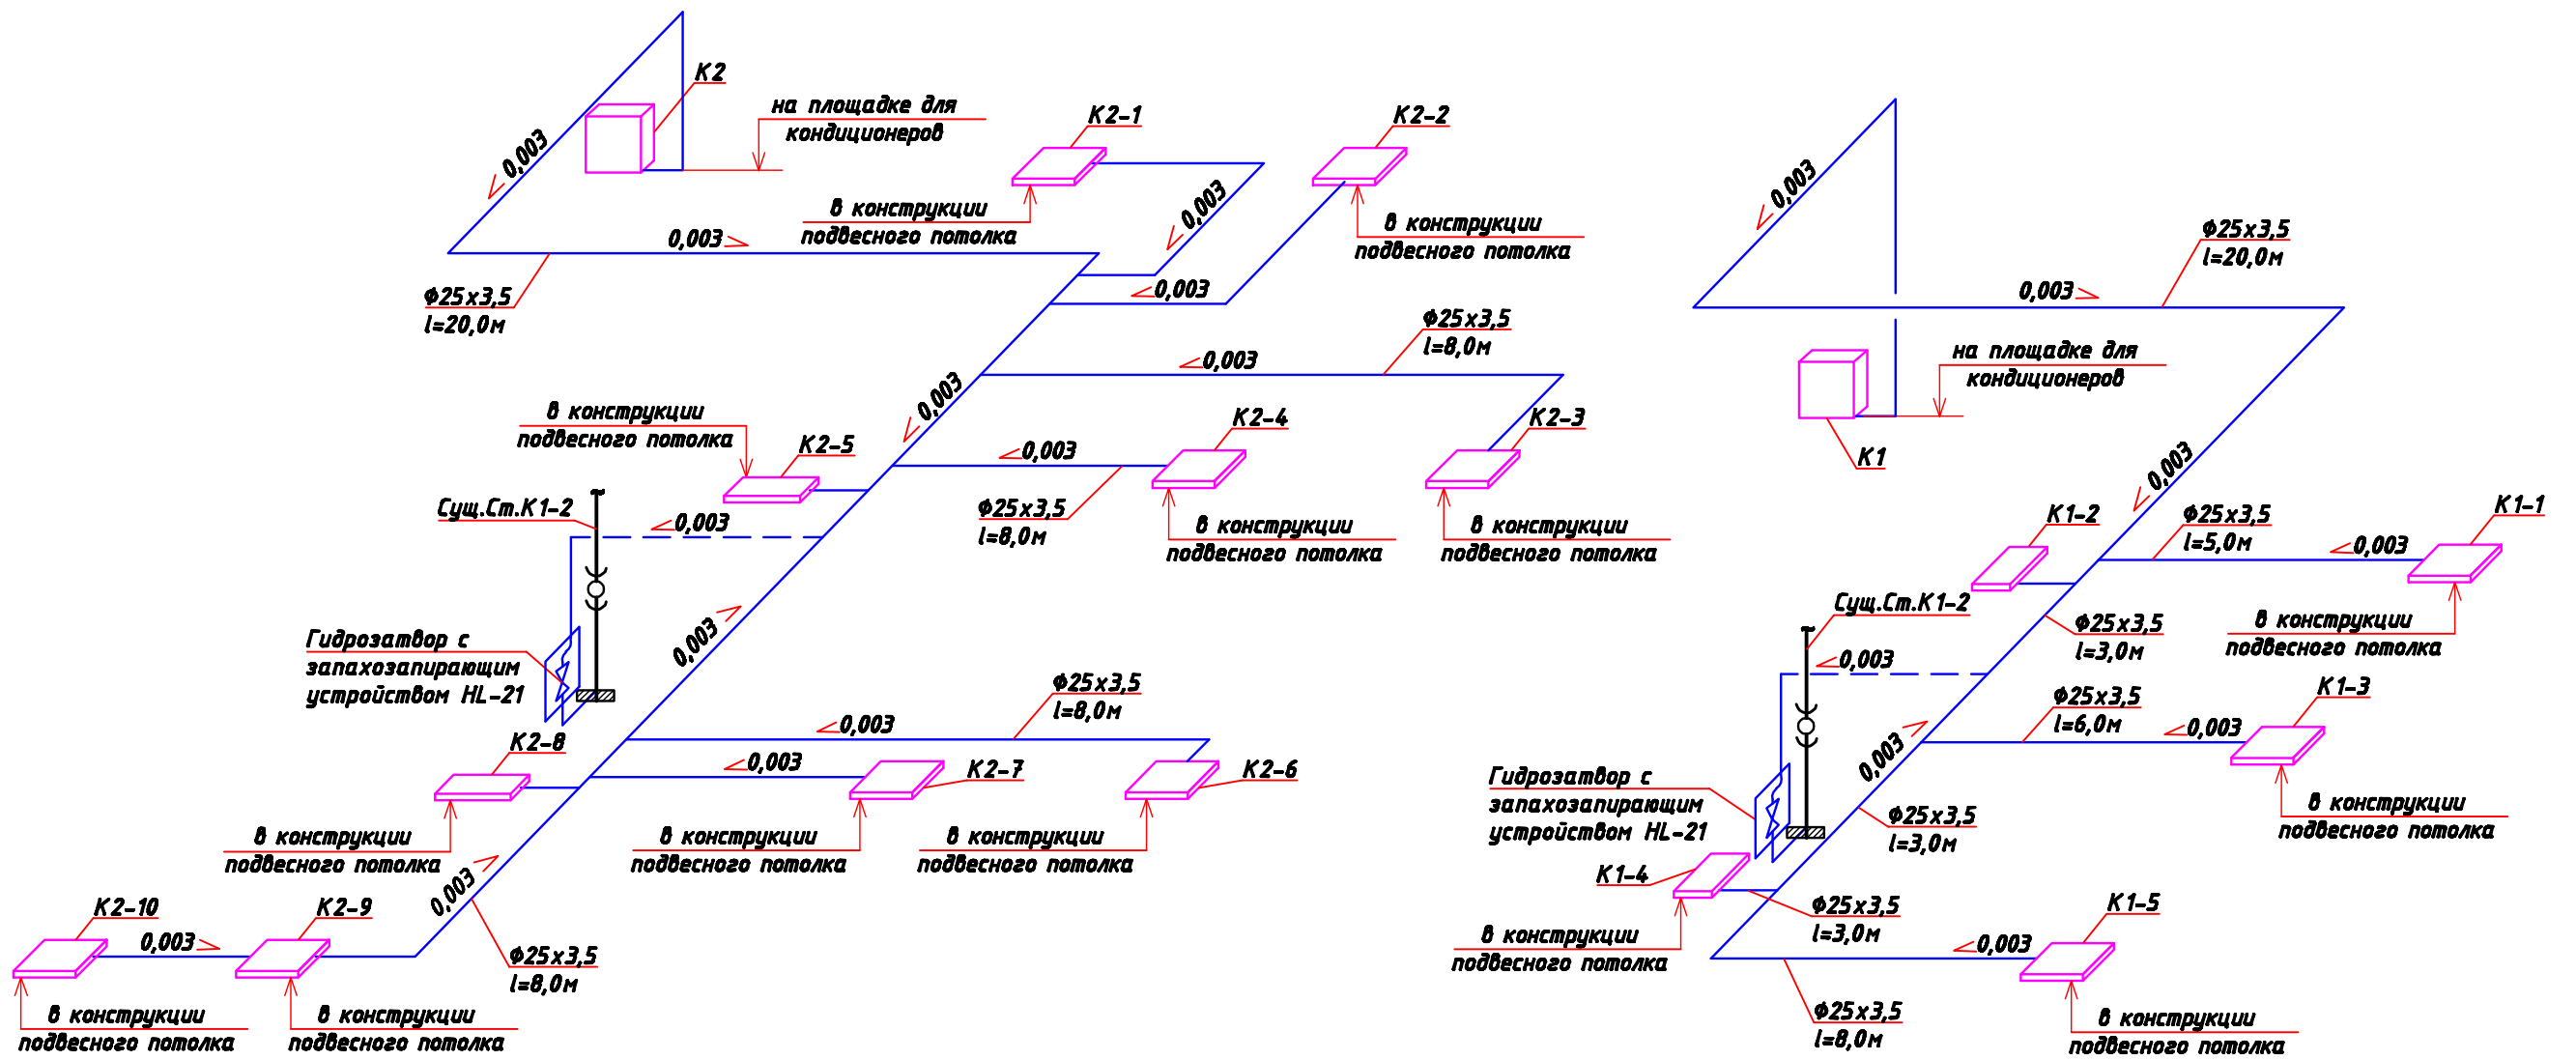 К2
на площадке для
кондиционеров
0,003
К2-1
в конструкции
подвесного потолка
0,003
К2-2
в конструкции
подвесного потолка
0,003
Ф25х3,5
l=20,0м
0,003
Ф25х3,5
l=8,0м
0,003
0,003
в конструкции
подвесного потолка
К2-5
К2-4
К2-3
0,003
Ф25х3,5
l=8,0м
в конструкции
подвесного потолка
в конструкции
подвесного потолка
Сущ.Ст.К1-2
0,003
Гидрозатвор с
запахозапирающим
устройством HL-21
0,003
Ф25х3,5
l=8,0м
0,003
К2-8
0,003
К2-7
К2-6
в конструкции
подвесного потолка
в конструкции
подвесного потолка
в конструкции
подвесного потолка
0,003
К2-10
К2-9
0,003
Ф25х3,5
l=8,0м
в конструкции
подвесного потолка
в конструкции
подвесного потолка
0,003
Ф25х3,5
l=20,0м
0,003
на площадке для
кондиционеров
К1
0,003
К1-2
Ф25х3,5
l=5,0м
0,003
К1-1
в конструкции
подвесного потолка
Сущ.Ст.К1-2
0,003
Ф25х3,5
l=3,0м
Ф25х3,5
l=6,0м
0,003
К1-3
в конструкции
подвесного потолка
0,003
Гидрозатвор с
запахозапирающим
устройством HL-21
Ф25х3,5
l=3,0м
К1-4
в конструкции
подвесного потолка
Ф25х3,5
l=3,0м
0,003
К1-5
Ф25х3,5
l=8,0м
в конструкции
подвесного потолка